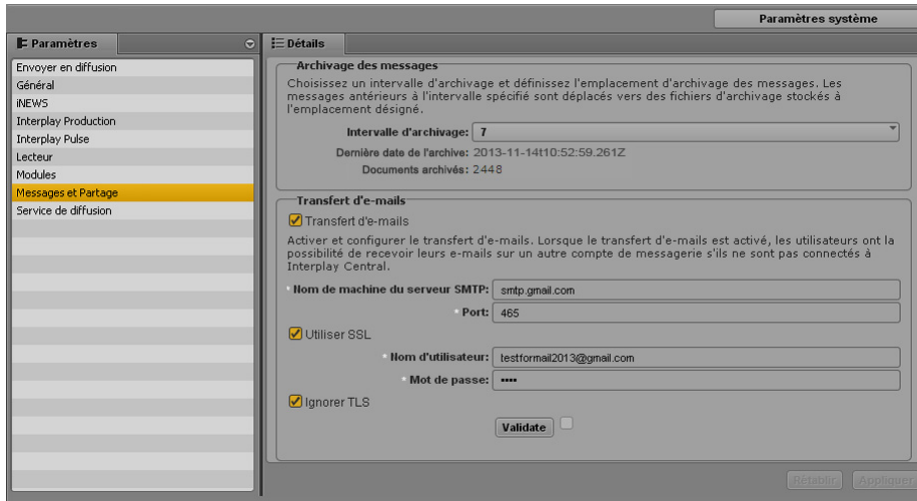 Paramètres système
Paramètres
Envoyer en diffusion
Général
iNEWS
Interplay Production
Interplay Pulse
Lecteur
Modules
Messages et Partage
Service de diffusion
Détails
Archivage des messages
Choisissez un intervalle d'archivage et définissez l'emplacement d'archivage des messages. Les
messages antérieurs à l'intervalle spécifié sont déplacés vers des fichiers d'archivage stockés à
l'emplacement désigné.
Intervalle d'archivage: 7
Dernière date de l'archive: 2013-11-14t10:52:59.261Z
Documents archivés: 2448
Transfert d'e-mails
Transfert d'e-mails
Activer et configurer le transfert d'e-mails. Lorsque le transfert d'e-mails est activé, les utilisateurs ont la
possibilité de recevoir leurs e-mails sur un autre compte de messagerie s'ils ne sont pas connectés à
Interplay Central.
* Nom de machine du serveur SMTP: smtp.gmail.com
* Port: 465
Utiliser SSL
* Nom d'utilisateur: testformail2013@gmail.com
* Mot de passe: ••••
Ignorer TLS
Validate
Rétablir Appliquer